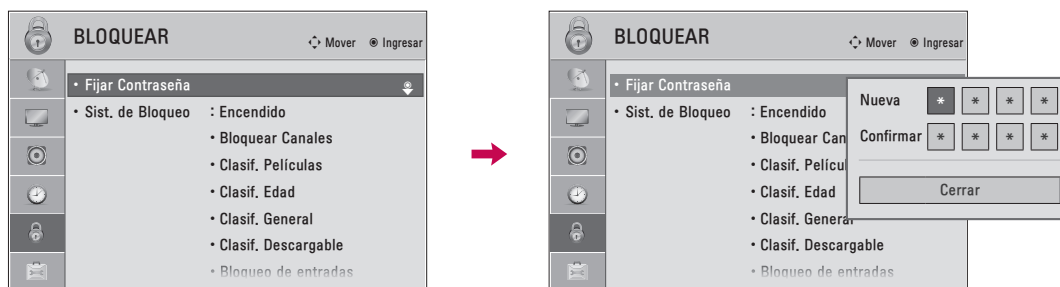 BLOQUEAR
Mover Ingresar
• Fijar Contraseña
• Sist. de Bloqueo : Encendido
• Bloquear Canales
• Clasif. Películas
• Clasif. Edad
• Clasif. General
• Clasif. Descargable
• Bloqueo de entradas
BLOQUEAR
Mover Ingresar
• Fijar Contraseña
• Sist. de Bloqueo : Encendido
• Bloquear Can
• Clasif. Películ
• Clasif. Edad
• Clasif. General
• Clasif. Descargable
• Bloqueo de entradas
Nueva * * * *
Confirmar * * * *
Cerrar